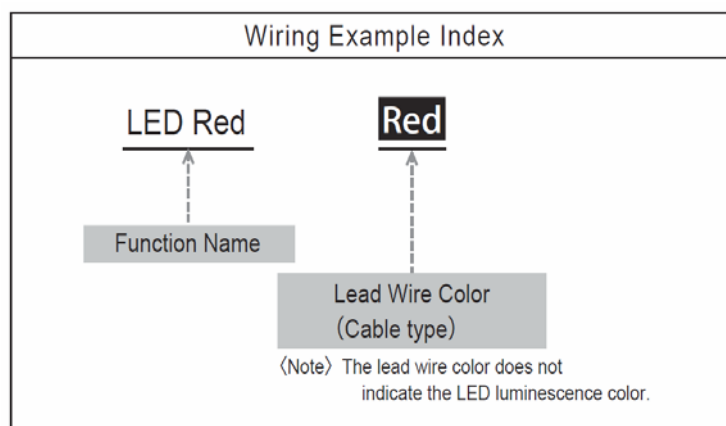 Wiring Example Index
LED Red
Red
Function Name
Lead Wire Color
(Cable type)
〈Note〉 The lead wire color does not
indicate the LED luminescence color.